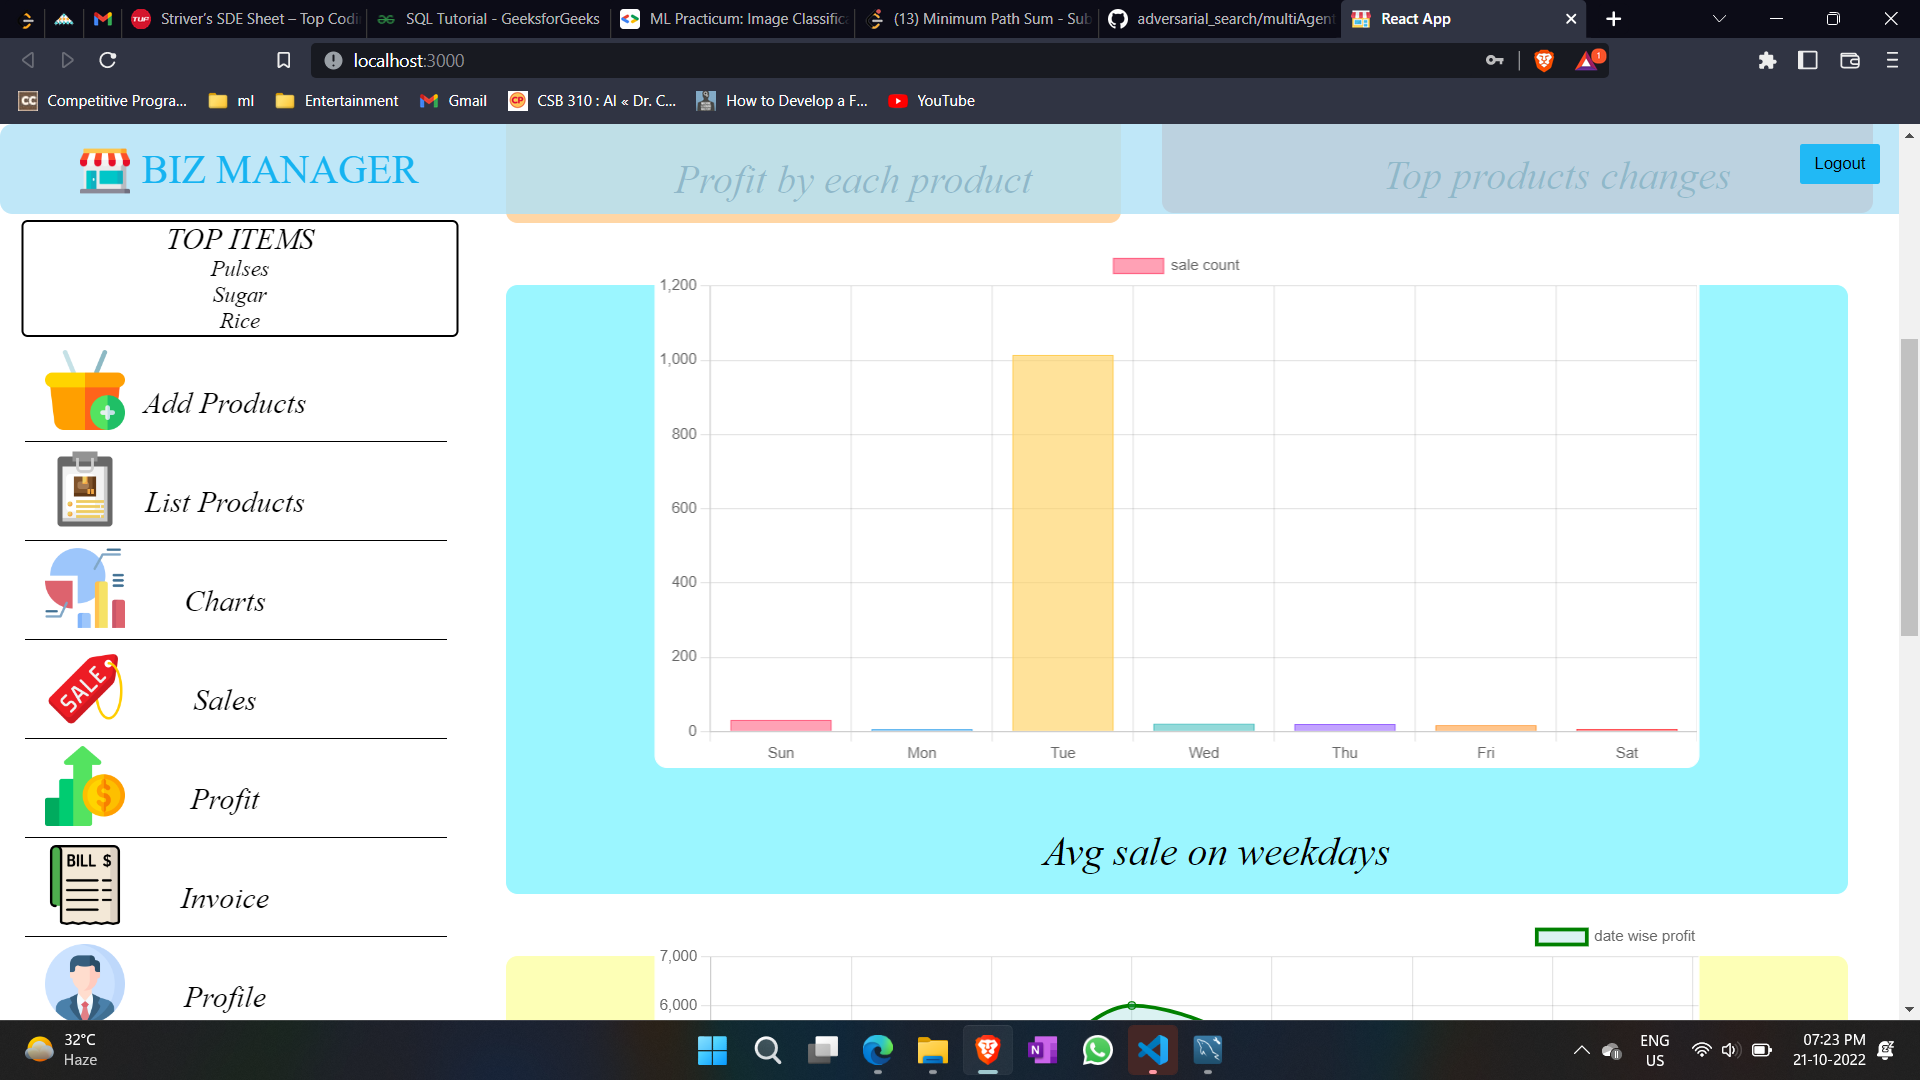 Striver's SDE Sheet – Top Codi
SQL Tutorial - GeeksforGeeks
ML Practicum: Image Classific
(13) Minimum Path Sum - Sub
adversarial_search/multiAgent
React App
localhost:3000
1
CC Competitive Progra...
ml
Entertainment
Gmail
CP CSB 310 : AI « Dr. C...
How to Develop a F...
YouTube
BIZ MANAGER
Profit by each product
Top products changes
Logout
TOP ITEMS
Pulses
Sugar
Rice
Add Products
List Products
Charts
SALE
Sales
$
Profit
BILL $
Invoice
Profile
sale count
1,200
1,000
800
600
400
200
0
Sun Mon Tue Wed Thu Fri Sat
Avg sale on weekdays
date wise profit
7,000
6,000
32°C
Haze
ENG
US
07:23 PM
21-10-2022